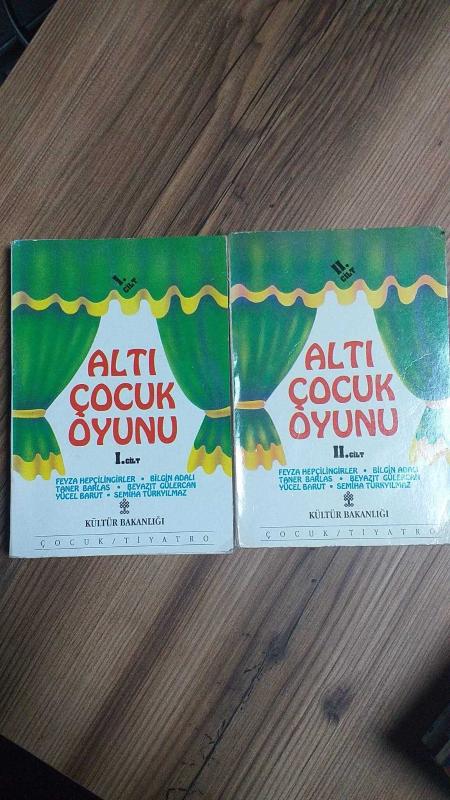 I.
CİLT
ALTI
ÇOCUK
OYUNU
I.CİLT
FEYZA HEPÇİLİNGİRLER • BİLGİN ADALI
TANER BARLAS • BEYAZIT GÜLERCAN
YÜCEL BARUT • SEMİHA TÜRKYILMAZ
KÜLTÜR BAKANLIĞI
ÇOCUK/TİYATRO
II.
CİLT
ALTI
ÇOCUK
OYUNU
II.CİLT
FEYZA HEPÇİLİNGİRLER • BİLGİN ADALI
TANER BARLAS • BEYAZIT GÜLERCAN
YÜCEL BARUT • SEMİHA TÜRKYILMAZ
KÜLTÜR BAKANLIĞI
ÇOCUK/TİYATRO